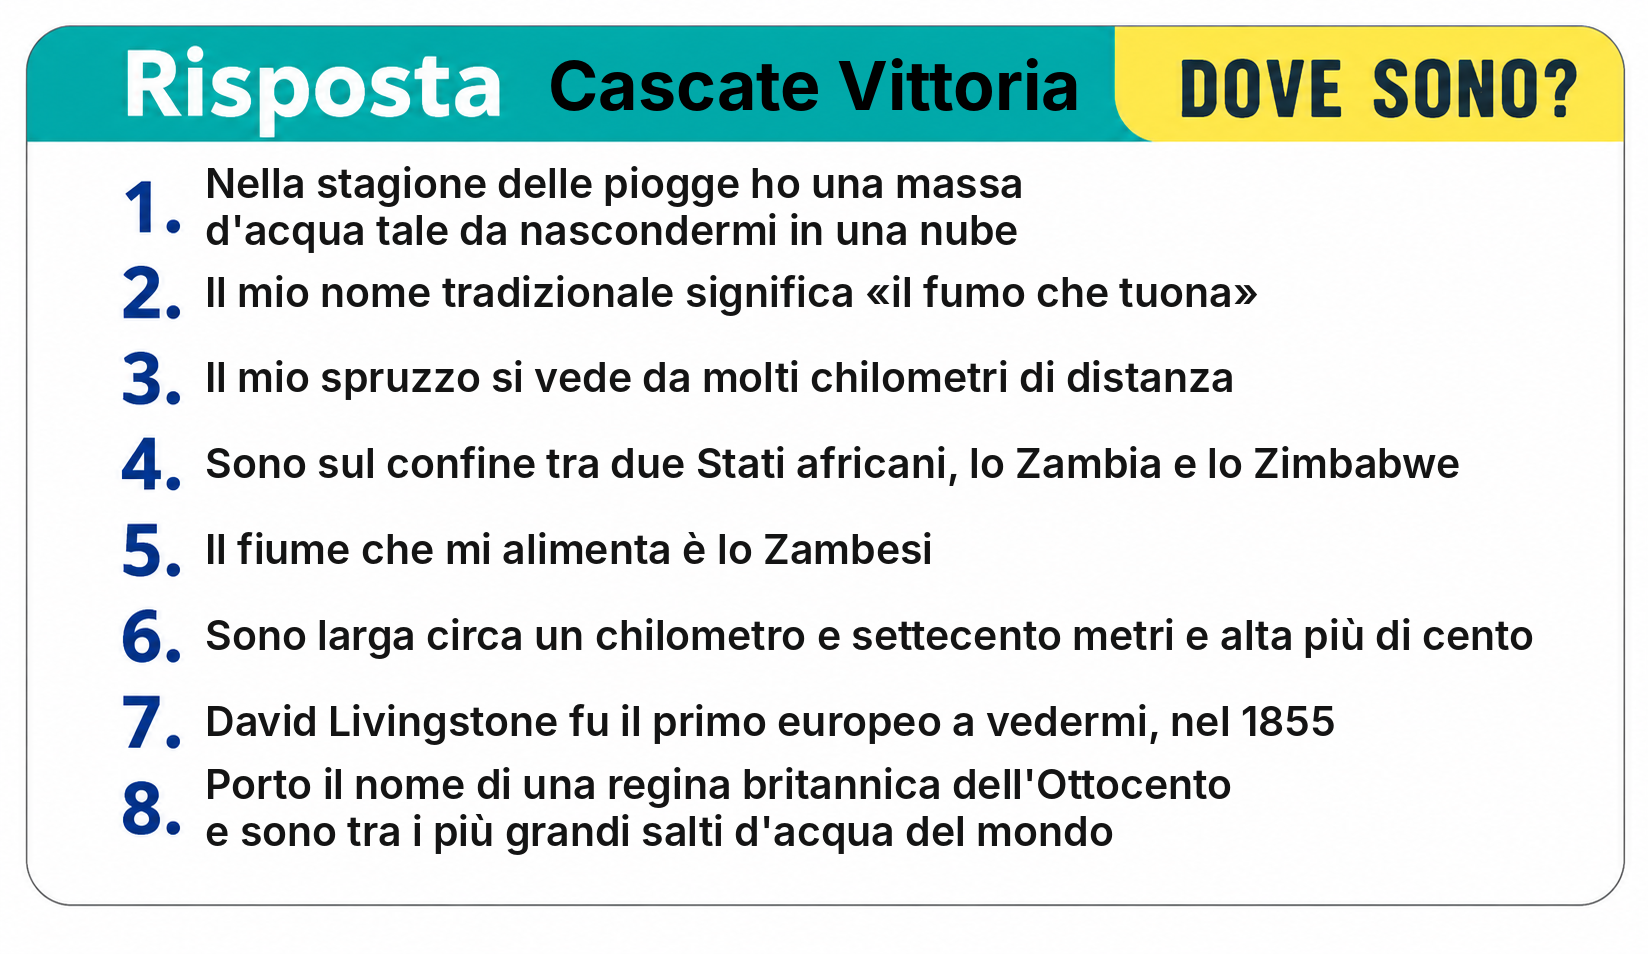 Risposta Cascate Vittoria DOVE SONO?
1. Nella stagione delle piogge ho una massa
d'acqua tale da nascondermi in una nube
2. Il mio nome tradizionale significa «il fumo che tuona»
3. Il mio spruzzo si vede da molti chilometri di distanza
4. Sono sul confine tra due Stati africani, lo Zambia e lo Zimbabwe
5. Il fiume che mi alimenta è lo Zambesi
6. Sono larga circa un chilometro e settecento metri e alta più di cento
7. David Livingstone fu il primo europeo a vedermi, nel 1855
8. Porto il nome di una regina britannica dell'Ottocento
e sono tra i più grandi salti d'acqua del mondo